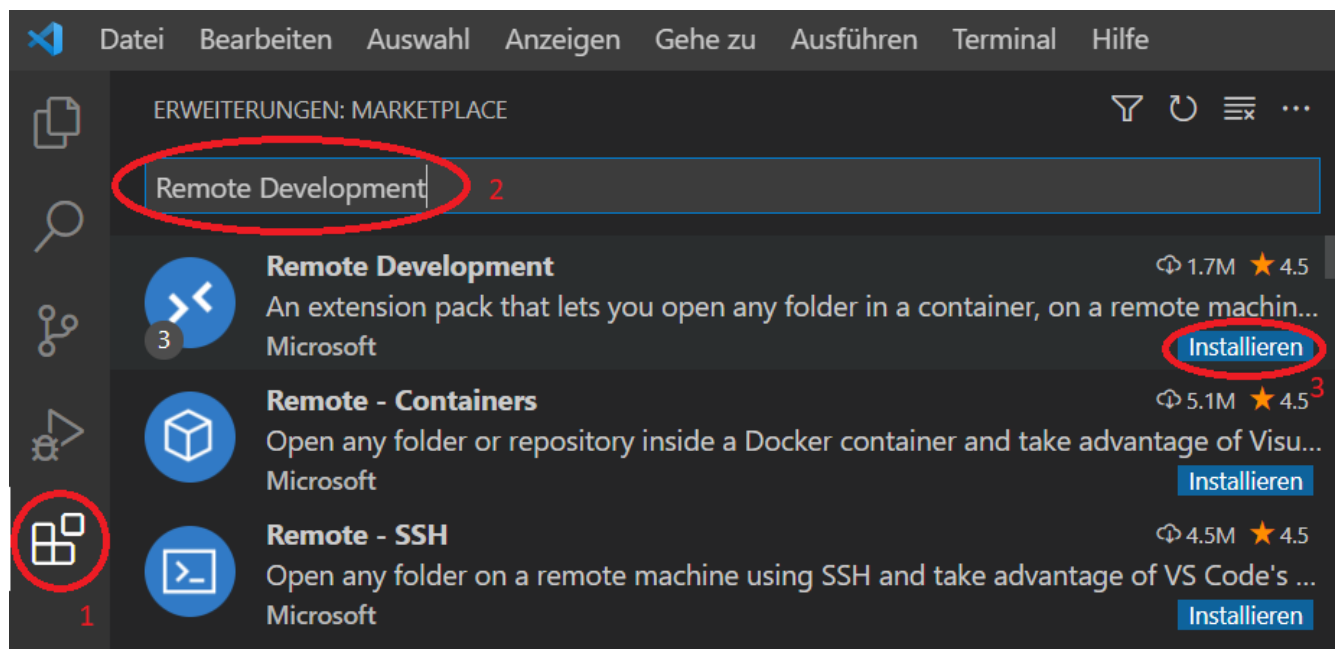 Datei Bearbeiten Auswahl Anzeigen Gehe zu Ausführen Terminal Hilfe
ERWEITERUNGEN: MARKETPLACE
Remote Development 2
Remote Development 1.7M 4.5
An extension pack that lets you open any folder in a container, on a remote machin...
3 Microsoft Installieren
3
Remote - Containers 5.1M 4.5
Open any folder or repository inside a Docker container and take advantage of Visu...
Microsoft Installieren
Remote - SSH 4.5M 4.5
Open any folder on a remote machine using SSH and take advantage of VS Code's ...
Microsoft Installieren
1